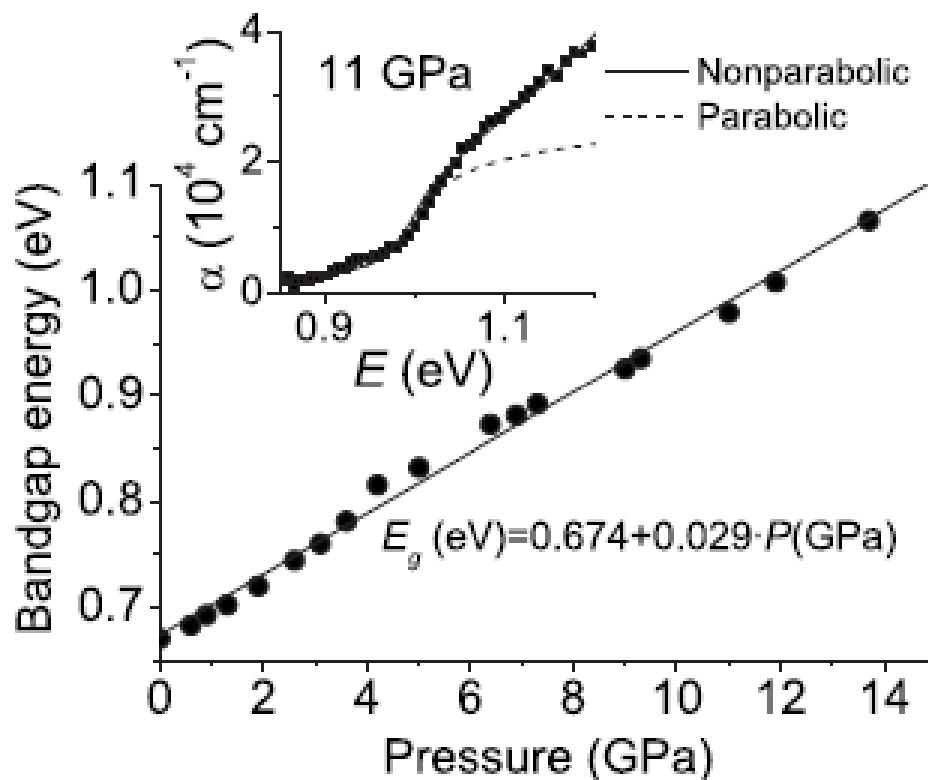 4
11 GPa
Nonparabolic
Parabolic
2
α (10⁴ cm⁻¹)
0
0.9
1.1
E (eV)
1.1
1.0
0.9
0.8
0.7
Bandgap energy (eV)
E_g (eV)=0.674+0.029·P(GPa)
0
2
4
6
8
10
12
14
Pressure (GPa)